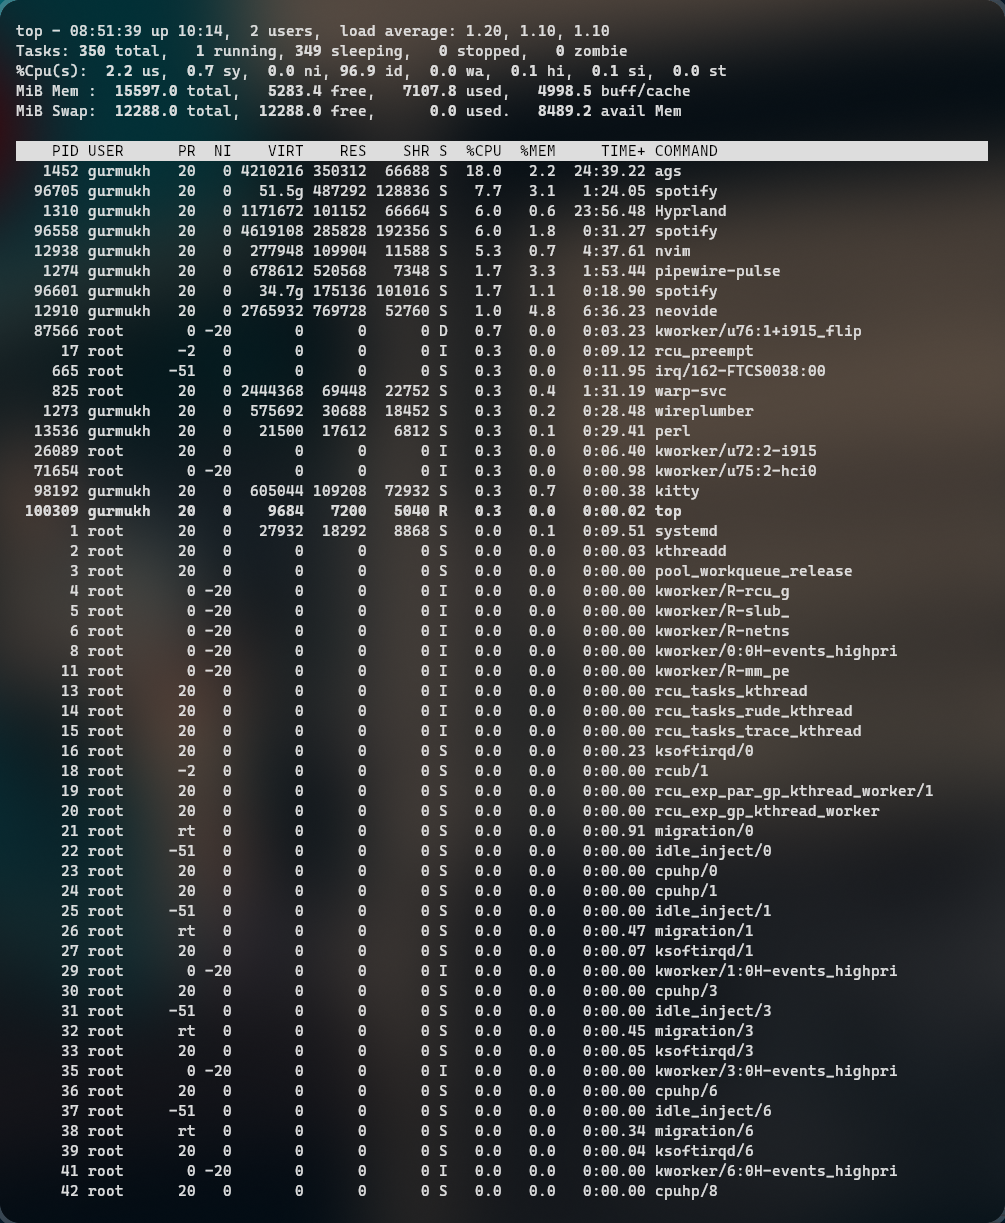 top - 08:51:39 up 10:14,  2 users,  load average: 1.20, 1.10, 1.10
Tasks: 350 total,   1 running, 349 sleeping,   0 stopped,   0 zombie
%Cpu(s):  2.2 us,  0.7 sy,  0.0 ni, 96.9 id,  0.0 wa,  0.1 hi,  0.1 si,  0.0 st
MiB Mem :  15597.0 total,   5283.4 free,   7107.8 used,   4998.5 buff/cache
MiB Swap:  12288.0 total,  12288.0 free,      0.0 used.   8489.2 avail Mem
PID USER      PR  NI    VIRT    RES    SHR S  %CPU  %MEM     TIME+ COMMAND
1452 gurmukh   20   0 4210216 350312  66688 S  18.0   2.2  24:39.22 ags
96705 gurmukh   20   0   51.5g 487292 128836 S   7.7   3.1   1:24.05 spotify
1310 gurmukh   20   0 1171672 101152  66664 S   6.0   0.6  23:56.48 Hyprland
96558 gurmukh   20   0 4619108 285828 192356 S   6.0   1.8   0:31.27 spotify
12938 gurmukh   20   0  277948 109904  11588 S   5.3   0.7   4:37.61 nvim
1274 gurmukh   20   0  678612 520568   7348 S   1.7   3.3   1:53.44 pipewire-pulse
96601 gurmukh   20   0   34.7g 175136 101016 S   1.7   1.1   0:18.90 spotify
12910 gurmukh   20   0 2765932 769728  52760 S   1.0   4.8   6:36.23 neovide
87566 root       0 -20       0      0      0 D   0.7   0.0   0:03.23 kworker/u76:1+i915_flip
17 root      -2   0       0      0      0 I   0.3   0.0   0:09.12 rcu_preempt
665 root     -51   0       0      0      0 S   0.3   0.0   0:11.95 irq/162-FTCS0038:00
825 root      20   0 2444368  69448  22752 S   0.3   0.4   1:31.19 warp-svc
1273 gurmukh   20   0  575692  30688  18452 S   0.3   0.2   0:28.48 wireplumber
13536 gurmukh   20   0   21500  17612   6812 S   0.3   0.1   0:29.41 perl
26089 root      20   0       0      0      0 I   0.3   0.0   0:06.40 kworker/u72:2-i915
71654 root       0 -20       0      0      0 I   0.3   0.0   0:00.98 kworker/u75:2-hci0
98192 gurmukh   20   0  605044 109208  72932 S   0.3   0.7   0:00.38 kitty
100309 gurmukh   20   0    9684   7200   5040 R   0.3   0.0   0:00.02 top
1 root      20   0   27932  18292   8868 S   0.0   0.1   0:09.51 systemd
2 root      20   0       0      0      0 S   0.0   0.0   0:00.03 kthreadd
3 root      20   0       0      0      0 S   0.0   0.0   0:00.00 pool_workqueue_release
4 root       0 -20       0      0      0 I   0.0   0.0   0:00.00 kworker/R-rcu_g
5 root       0 -20       0      0      0 I   0.0   0.0   0:00.00 kworker/R-slub_
6 root       0 -20       0      0      0 I   0.0   0.0   0:00.00 kworker/R-netns
8 root       0 -20       0      0      0 I   0.0   0.0   0:00.00 kworker/0:0H-events_highpri
11 root       0 -20       0      0      0 I   0.0   0.0   0:00.00 kworker/R-mm_pe
13 root      20   0       0      0      0 I   0.0   0.0   0:00.00 rcu_tasks_kthread
14 root      20   0       0      0      0 I   0.0   0.0   0:00.00 rcu_tasks_rude_kthread
15 root      20   0       0      0      0 I   0.0   0.0   0:00.00 rcu_tasks_trace_kthread
16 root      20   0       0      0      0 S   0.0   0.0   0:00.23 ksoftirqd/0
18 root      -2   0       0      0      0 S   0.0   0.0   0:00.00 rcub/1
19 root      20   0       0      0      0 S   0.0   0.0   0:00.00 rcu_exp_par_gp_kthread_worker/1
20 root      20   0       0      0      0 S   0.0   0.0   0:00.00 rcu_exp_gp_kthread_worker
21 root      rt   0       0      0      0 S   0.0   0.0   0:00.91 migration/0
22 root     -51   0       0      0      0 S   0.0   0.0   0:00.00 idle_inject/0
23 root      20   0       0      0      0 S   0.0   0.0   0:00.00 cpuhp/0
24 root      20   0       0      0      0 S   0.0   0.0   0:00.00 cpuhp/1
25 root     -51   0       0      0      0 S   0.0   0.0   0:00.00 idle_inject/1
26 root      rt   0       0      0      0 S   0.0   0.0   0:00.47 migration/1
27 root      20   0       0      0      0 S   0.0   0.0   0:00.07 ksoftirqd/1
29 root       0 -20       0      0      0 I   0.0   0.0   0:00.00 kworker/1:0H-events_highpri
30 root      20   0       0      0      0 S   0.0   0.0   0:00.00 cpuhp/3
31 root     -51   0       0      0      0 S   0.0   0.0   0:00.00 idle_inject/3
32 root      rt   0       0      0      0 S   0.0   0.0   0:00.45 migration/3
33 root      20   0       0      0      0 S   0.0   0.0   0:00.05 ksoftirqd/3
35 root       0 -20       0      0      0 I   0.0   0.0   0:00.00 kworker/3:0H-events_highpri
36 root      20   0       0      0      0 S   0.0   0.0   0:00.00 cpuhp/6
37 root     -51   0       0      0      0 S   0.0   0.0   0:00.00 idle_inject/6
38 root      rt   0       0      0      0 S   0.0   0.0   0:00.34 migration/6
39 root      20   0       0      0      0 S   0.0   0.0   0:00.04 ksoftirqd/6
41 root       0 -20       0      0      0 I   0.0   0.0   0:00.00 kworker/6:0H-events_highpri
42 root      20   0       0      0      0 S   0.0   0.0   0:00.00 cpuhp/8